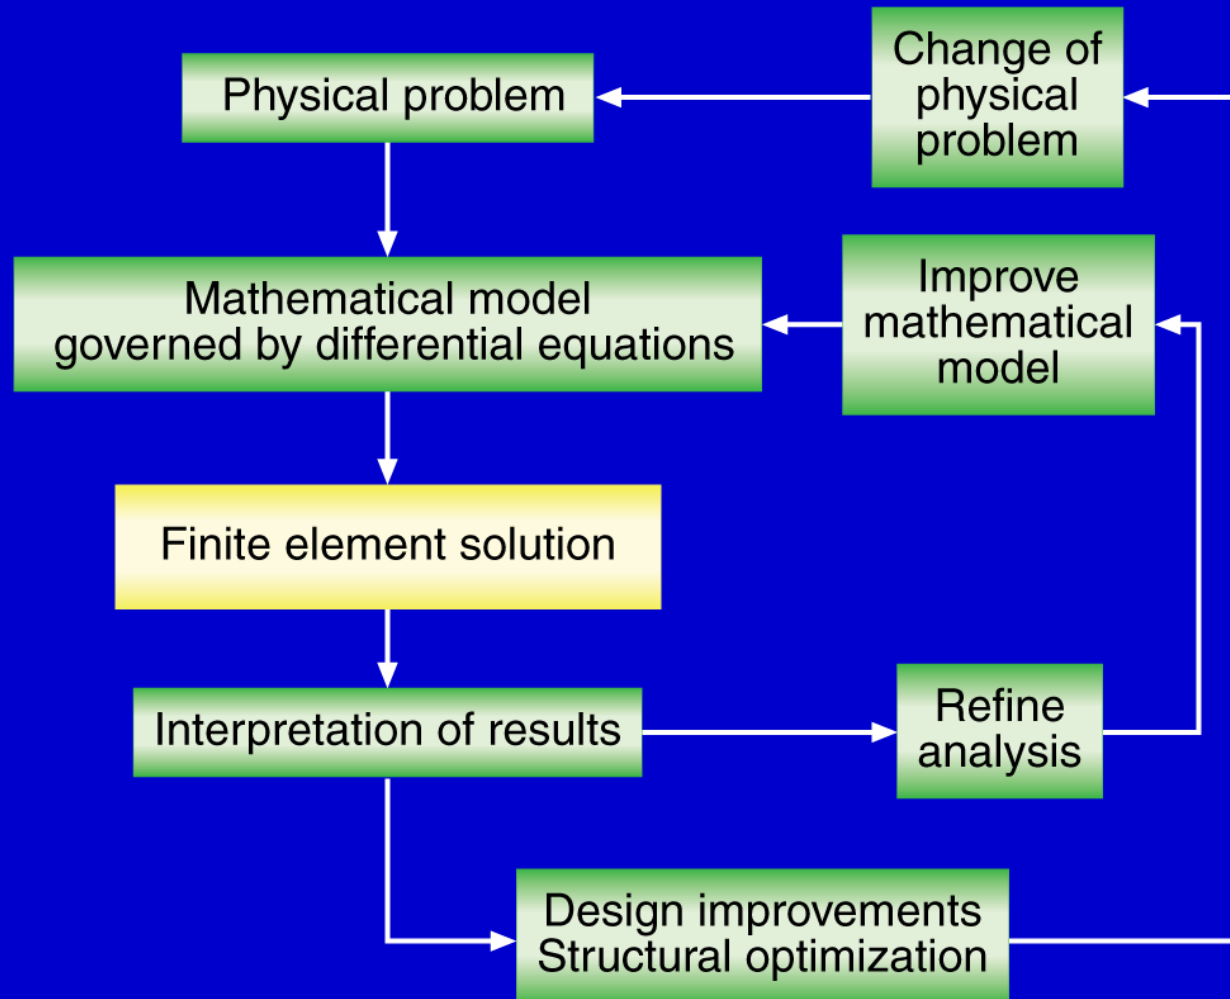 Physical problem
Change of
physical
problem
Mathematical model
governed by differential equations
Improve
mathematical
model
Finite element solution
Interpretation of results
Refine
analysis
Design improvements
Structural optimization